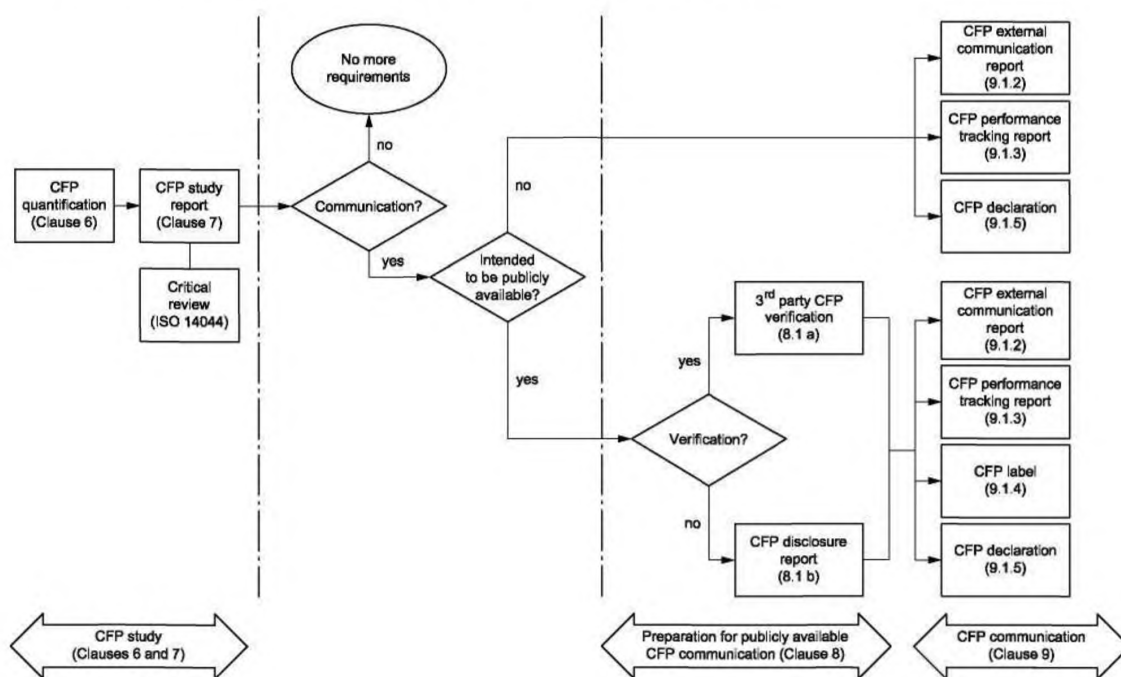 CFP
quantification
(Clause 6)
CFP study
report
(Clause 7)
Critical
review
(ISO 14044)
No more
requirements
no
Communication?
yes
Intended
to be publicly
available?
no
yes
CFP external
communication
report
(9.1.2)
CFP performance
tracking report
(9.1.3)
CFP declaration
(9.1.5)
Verification?
yes
no
3rd party CFP
verification
(8.1 a)
CFP disclosure
report
(8.1 b)
CFP external
communication
report
(9.1.2)
CFP performance
tracking report
(9.1.3)
CFP label
(9.1.4)
CFP declaration
(9.1.5)
CFP study
(Clauses 6 and 7)
Preparation for publicly available
CFP communication (Clause 8)
CFP communication
(Clause 9)